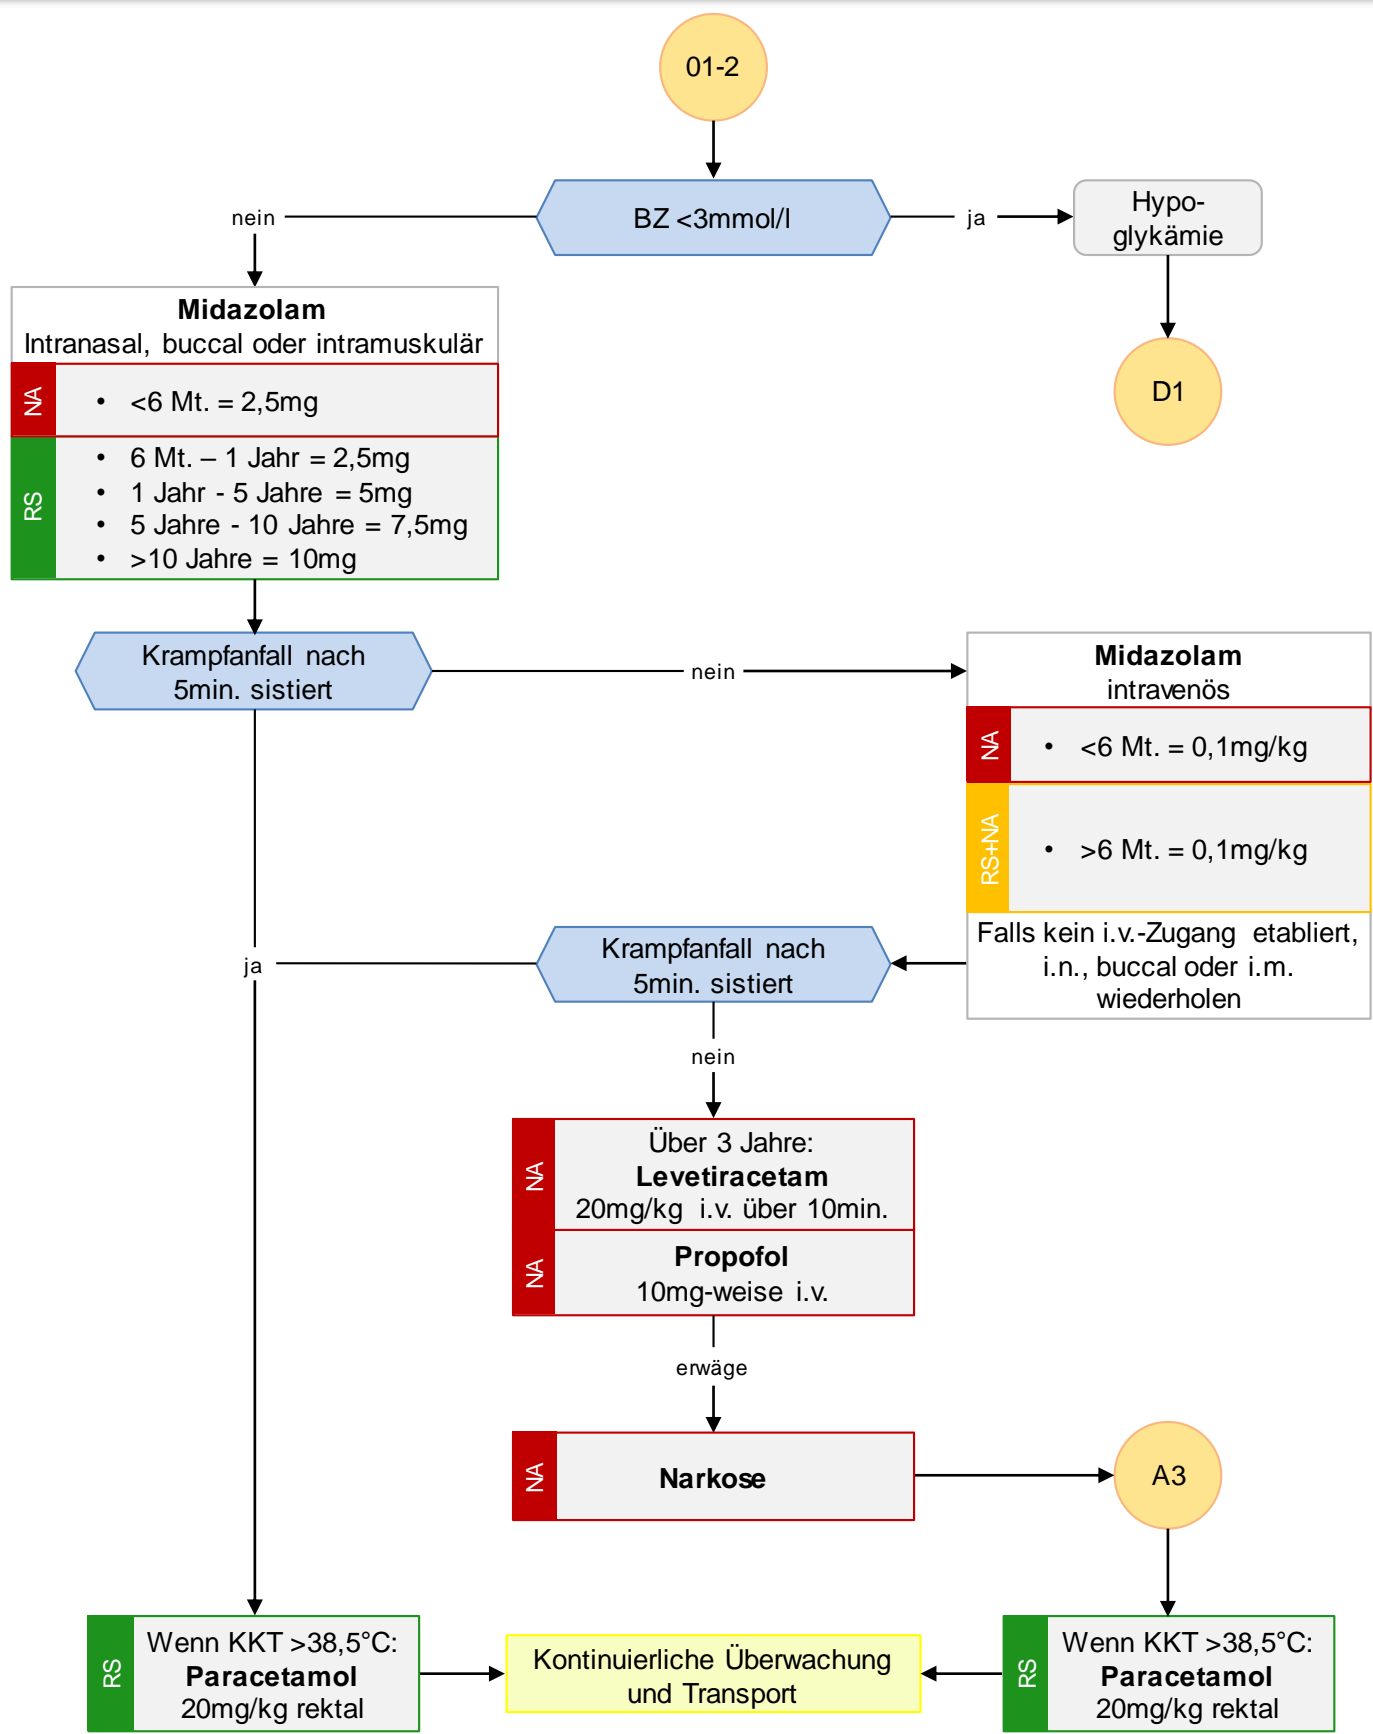 01-2
BZ <3mmol/l
nein
ja
Hypo-
glykämie
D1
Midazolam
Intranasal, buccal oder intramuskulär
NA
• <6 Mt. = 2,5mg
RS
• 6 Mt. – 1 Jahr = 2,5mg
• 1 Jahr - 5 Jahre = 5mg
• 5 Jahre - 10 Jahre = 7,5mg
• >10 Jahre = 10mg
Krampfanfall nach
5min. sistiert
nein
Midazolam
intravenös
NA
• <6 Mt. = 0,1mg/kg
RS+NA
• >6 Mt. = 0,1mg/kg
Falls kein i.v.-Zugang etabliert,
i.n., buccal oder i.m.
wiederholen
Krampfanfall nach
5min. sistiert
ja
nein
NA
Über 3 Jahre:
Levetiracetam
20mg/kg i.v. über 10min.
NA
Propofol
10mg-weise i.v.
erwäge
NA
Narkose
A3
RS
Wenn KKT >38,5°C:
Paracetamol
20mg/kg rektal
Kontinuierliche Überwachung
und Transport
RS
Wenn KKT >38,5°C:
Paracetamol
20mg/kg rektal